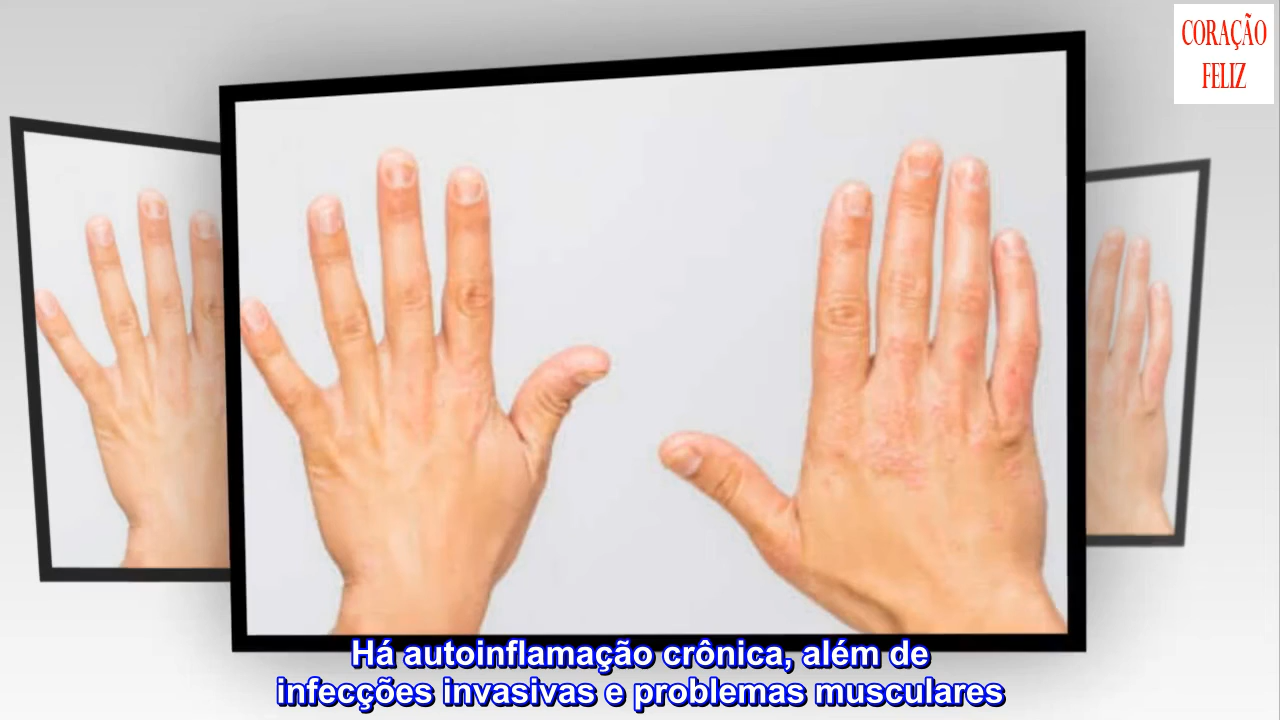 CORAÇÃO
FELIZ
Há autoinflamação crônica, além de
infecções invasivas e problemas musculares